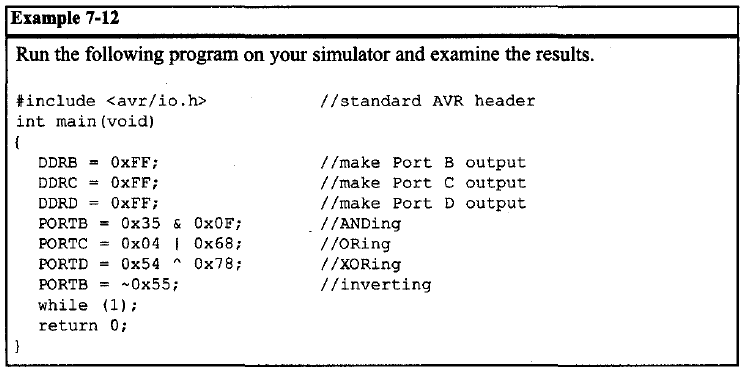 Example 7-12
Run the following program on your simulator and examine the results.
#include <avr/io.h> //standard AVR header
int main(void)
{
DDRB = 0xFF; //make Port B output
DDRC = 0xFF; //make Port C output
DDRD = 0xFF; //make Port D output
PORTB = 0x35 & 0x0F; //ANDing
PORTC = 0x04 | 0x68; //ORing
PORTD = 0x54 ^ 0x78; //XORing
PORTB = ~0x55; //inverting
while (1);
return 0;
}